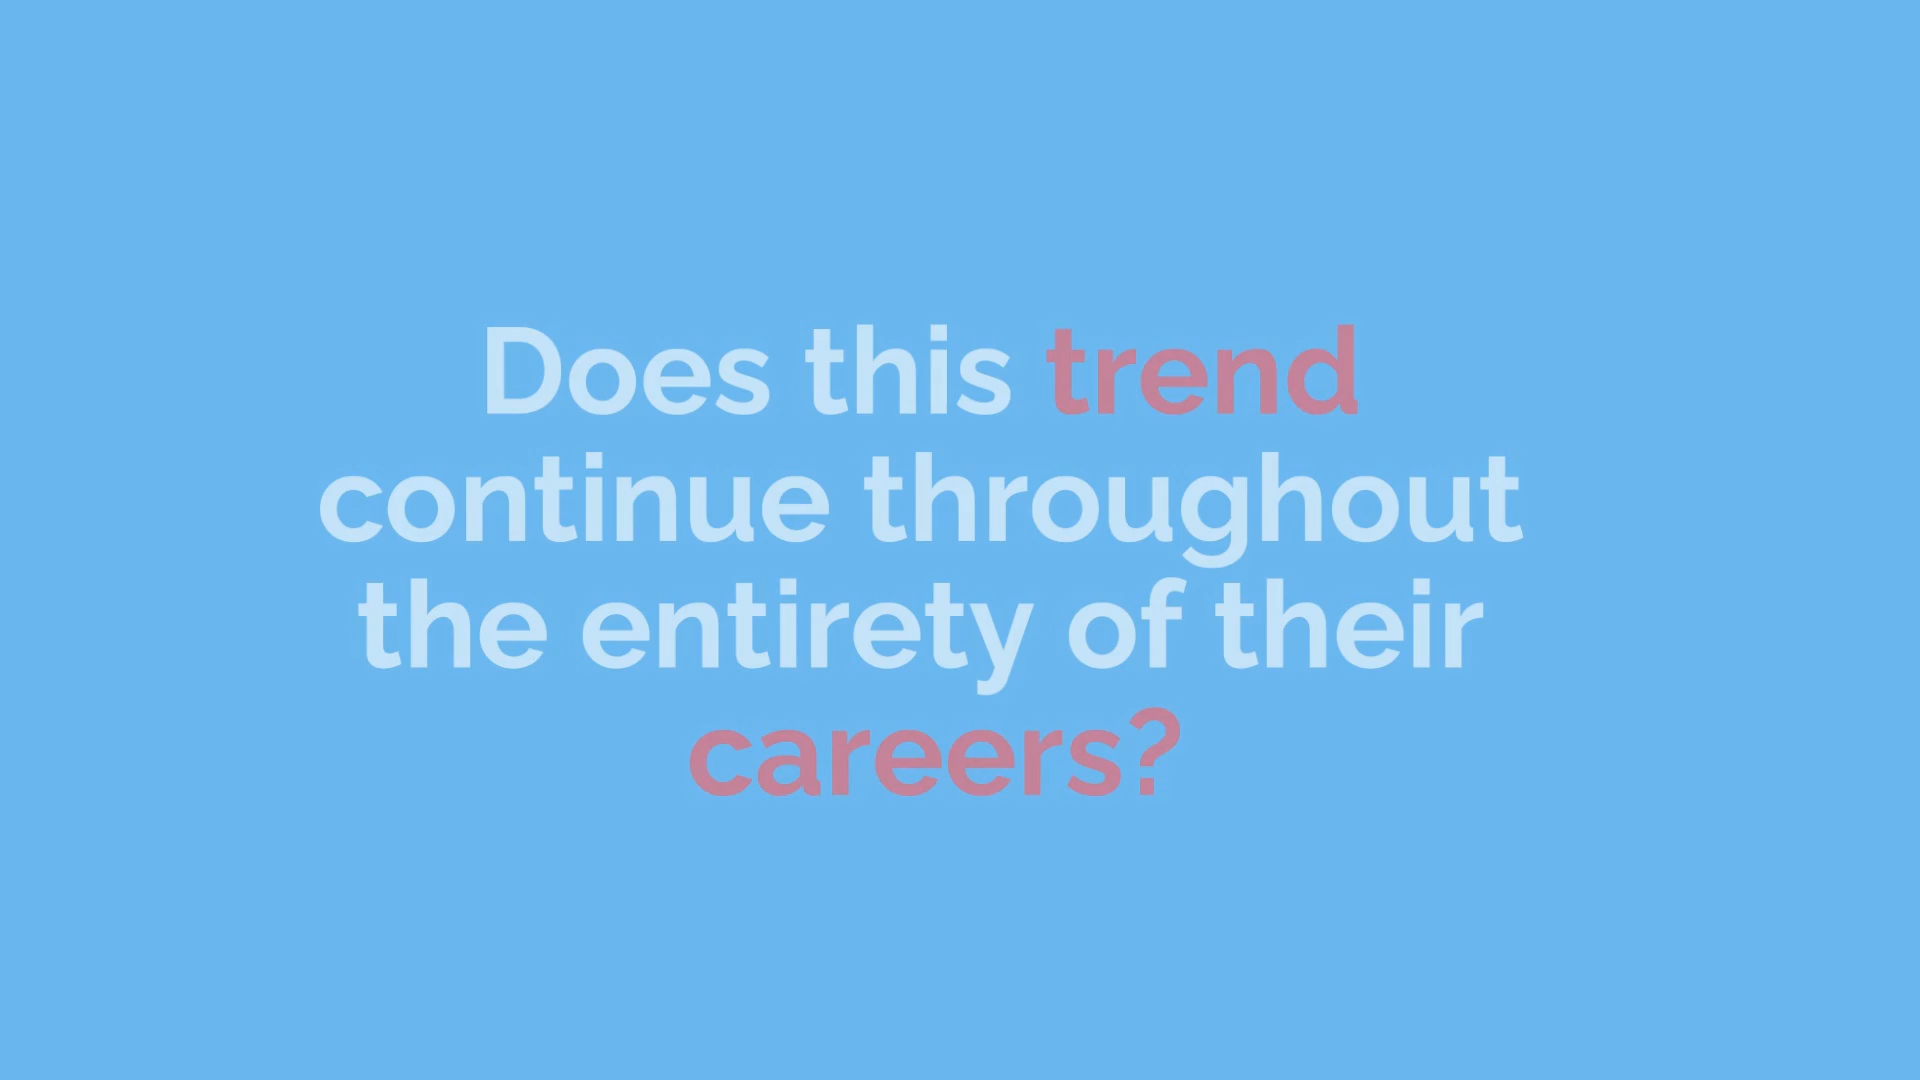 Does this trend
continue throughout
the entirety of their
careers?